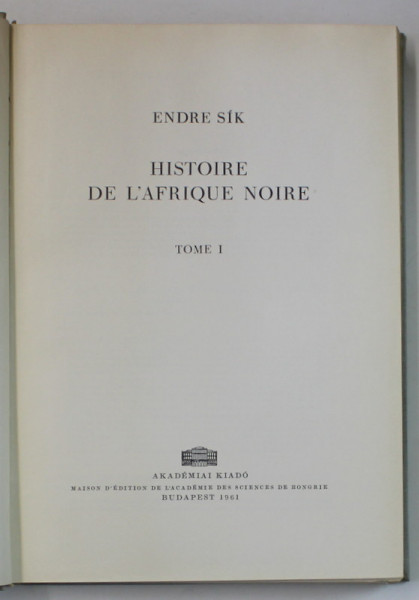 ENDRE SÍK
HISTOIRE
DE L'AFRIQUE NOIRE
TOME I
AKADÉMIAI KIADÓ
MAISON D'ÉDITION DE L'ACADÉMIE DES SCIENCES DE HONGRIE
BUDAPEST 1961